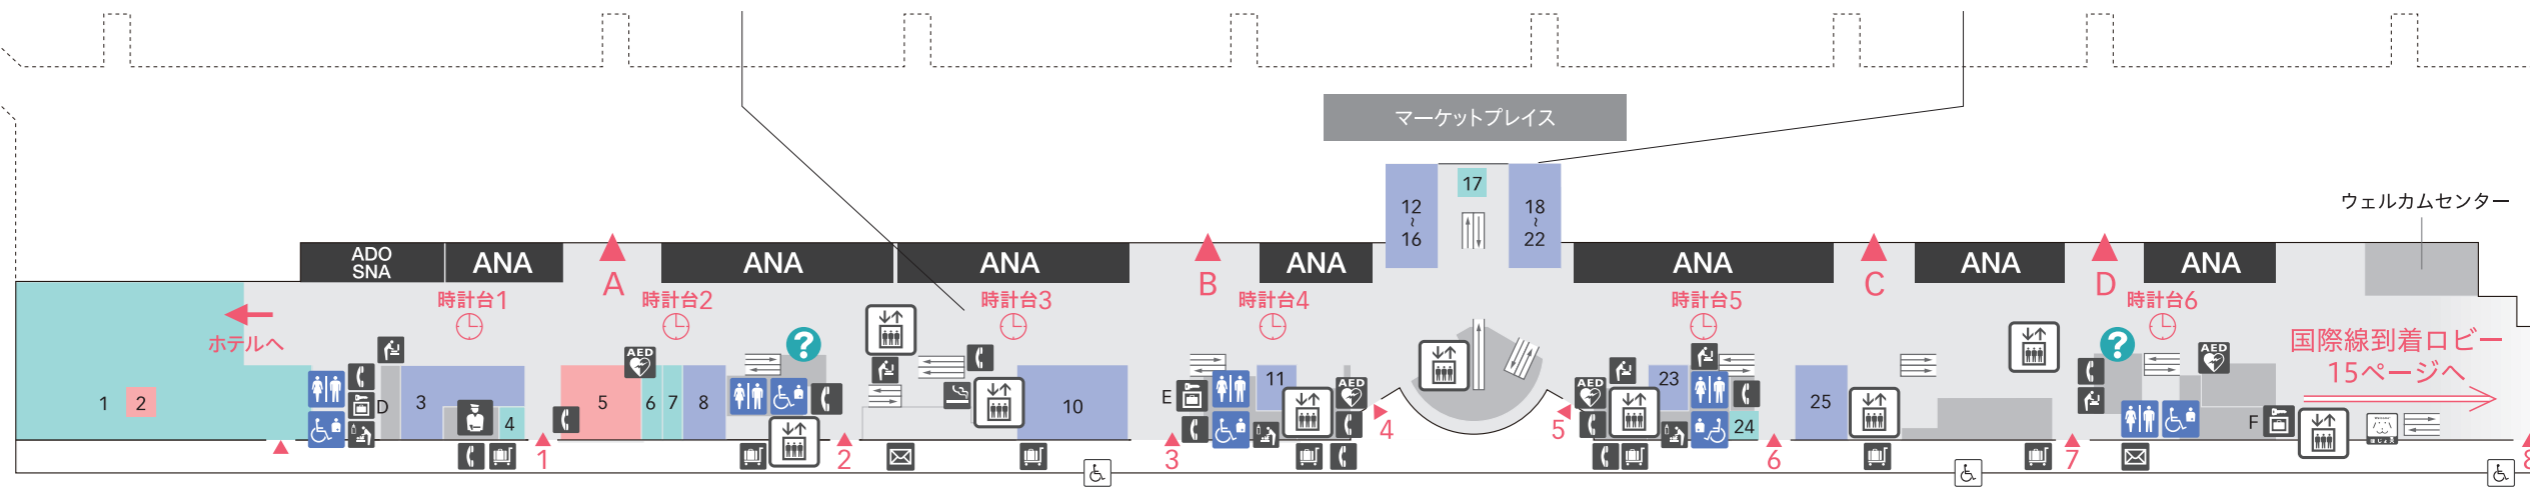 マーケットプレイス
17
12
~
16
18
~
22
ウェルカムセンター
ADO
SNA
ANA
ANA
ANA
ANA
ANA
ANA
ANA
A
B
C
D
時計台1
時計台2
時計台3
時計台4
時計台5
時計台6
ホテルへ
?
?
国際線到着ロビー
15ページへ
AED
AED
AED
AED
1
2
D
3
4
5
6
7
8
10
E
11
23
24
25
F
1
2
3
4
5
6
7
8